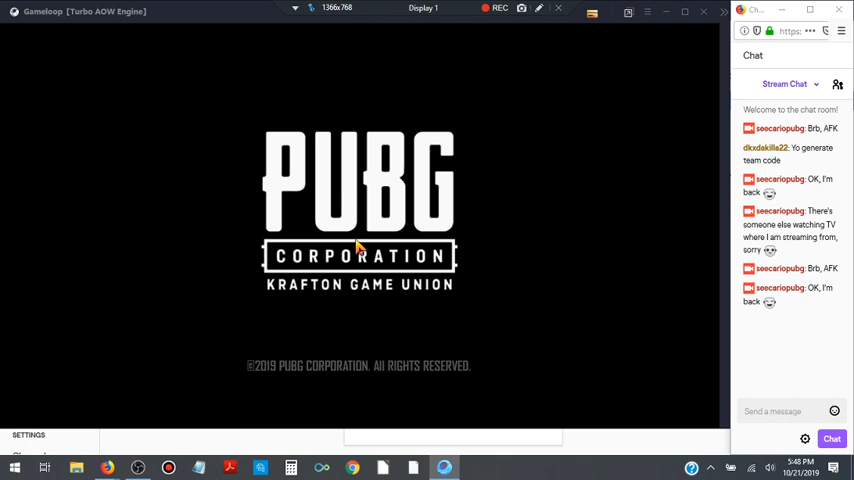 Gameloop [Turbo AOW Engine]
1366x768
Display 1
REC
PUBG
CORPORATION
KRAFTON GAME UNION
©2019 PUBG CORPORATION. All RIGHTS RESERVED.
SETTINGS
Ch...
https:
Chat
Stream Chat
Welcome to the chat room!
seecariopubg: Brb, AFK
dkxdakilla22: Yo generate
team code
seecariopubg: OK, I'm
back
seecariopubg: There's
someone else watching TV
where I am streaming from,
sorry
seecariopubg: Brb, AFK
seecariopubg: OK, I'm
back
Send a message
Chat
5:48 PM
10/21/2019